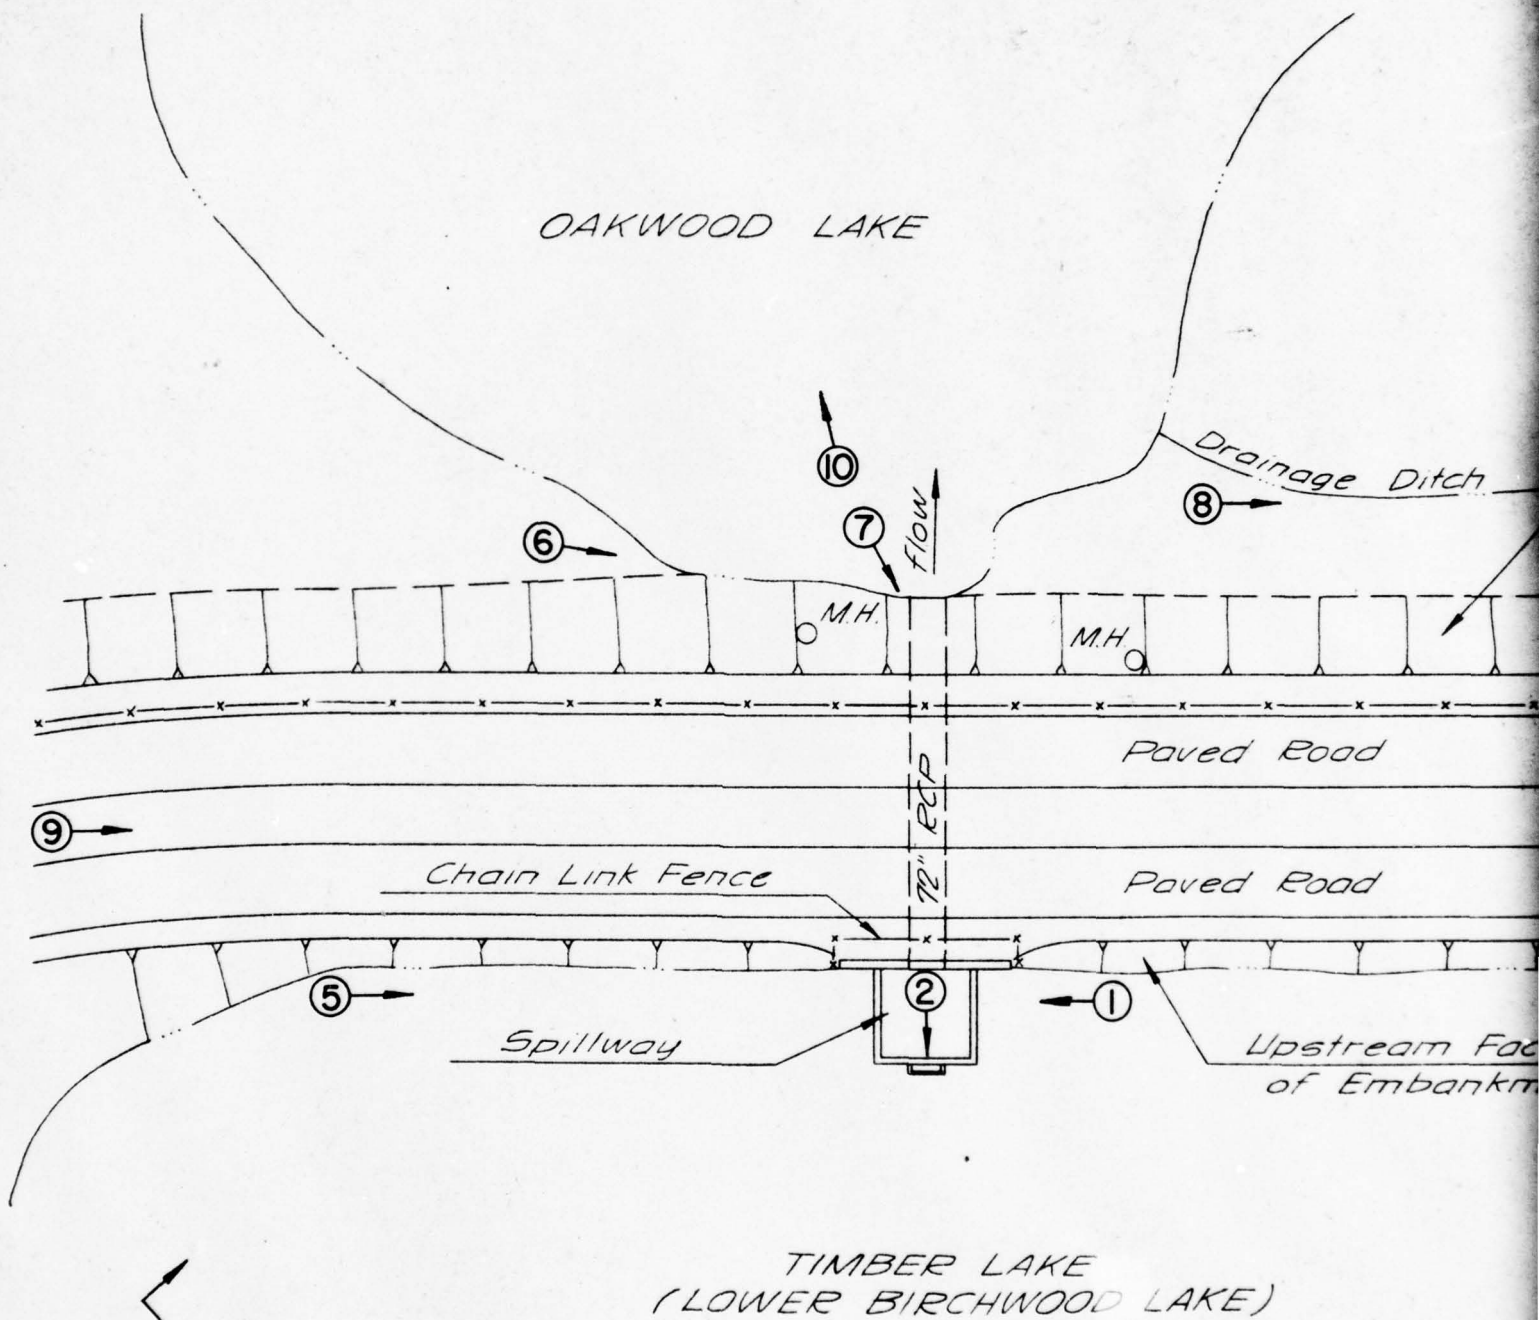 OAKWOOD LAKE
10
Drainage Ditch
8
7
flow
6
M.H.
M.H.
Paved Road
72" RCP
9
Chain Link Fence
Paved Road
5
2
1
Spillway
Upstream Fac
of Embankm
TIMBER LAKE
(LOWER BIRCHWOOD LAKE)